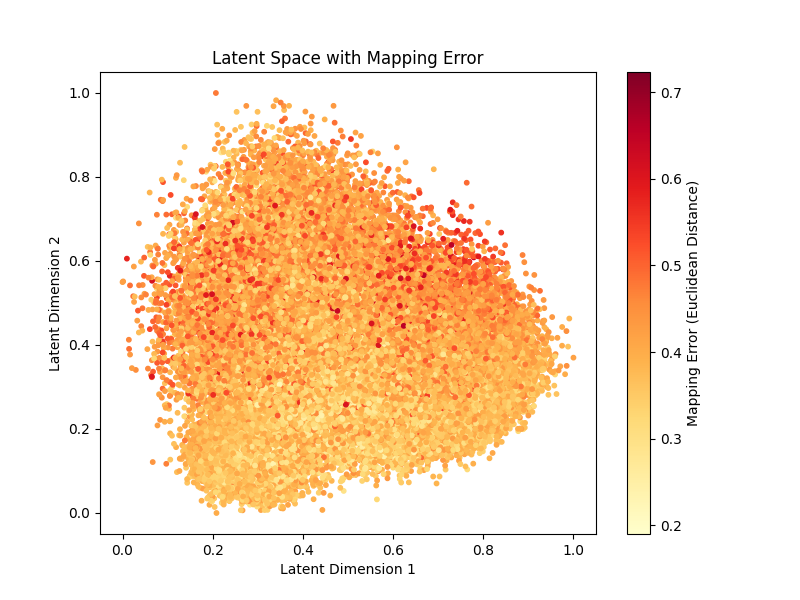 Latent Space with Mapping Error
1.0
0.8
0.6
0.4
0.2
0.0
Latent Dimension 2
0.0 0.2 0.4 0.6 0.8 1.0
Latent Dimension 1
0.7
0.6
0.5
0.4
0.3
0.2
Mapping Error (Euclidean Distance)